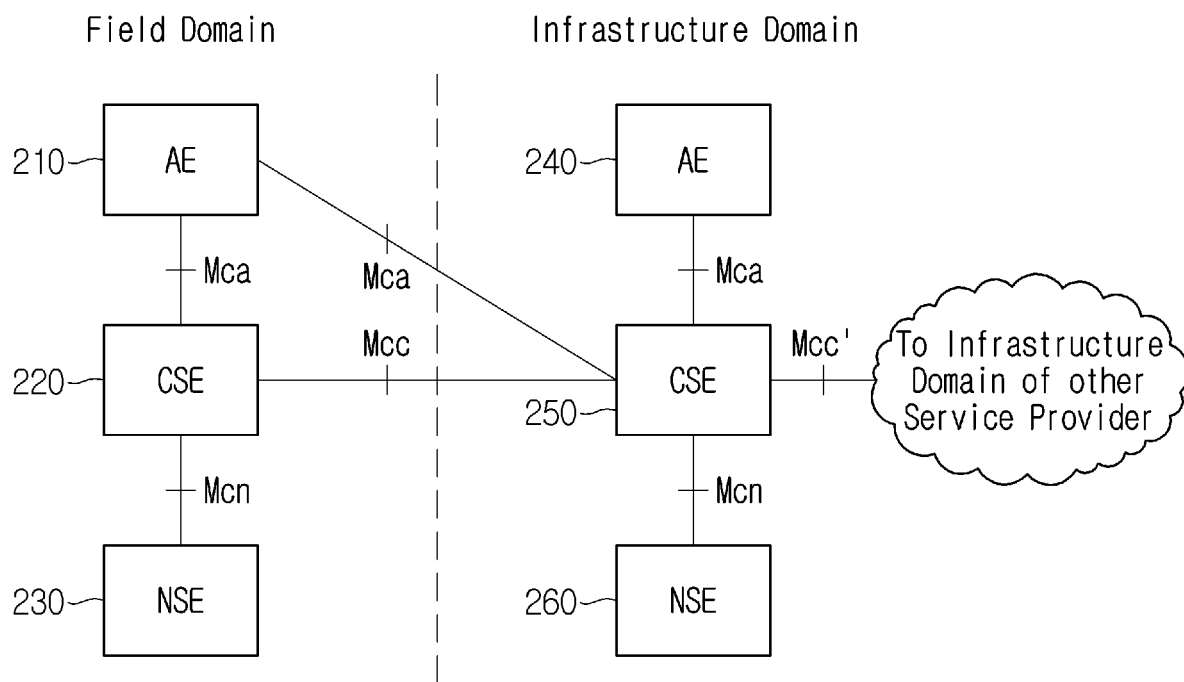 Field Domain
Infrastructure Domain
210
AE
240
AE
Mca
Mca
Mca
220
CSE
Mcc
250
CSE
Mcc'
To Infrastructure
Domain of other
Service Provider
Mcn
Mcn
230
NSE
260
NSE